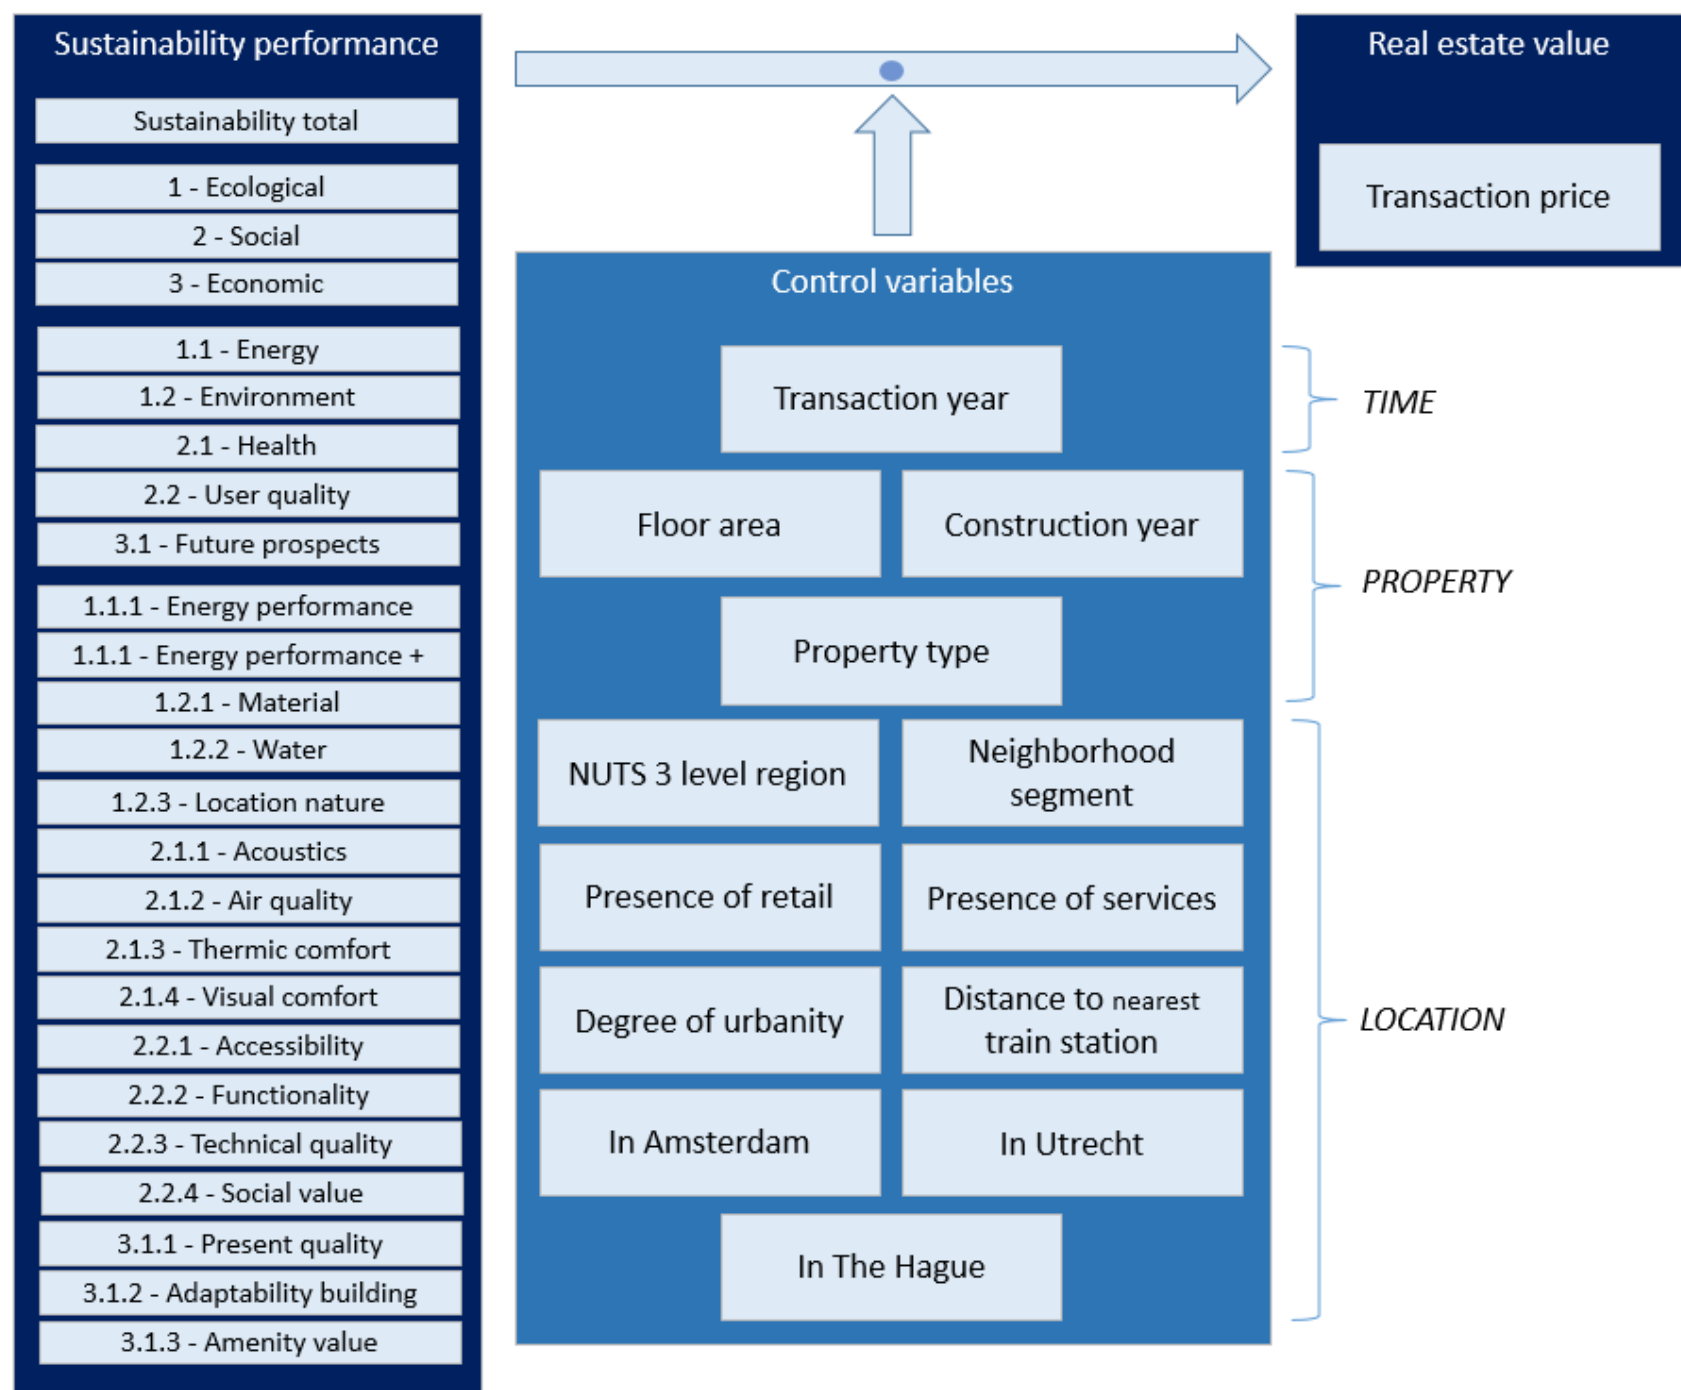 Sustainability performance
Sustainability total
1 - Ecological
2 - Social
3 - Economic
1.1 - Energy
1.2 - Environment
2.1 - Health
2.2 - User quality
3.1 - Future prospects
1.1.1 - Energy performance
1.1.1 - Energy performance +
1.2.1 - Material
1.2.2 - Water
1.2.3 - Location nature
2.1.1 - Acoustics
2.1.2 - Air quality
2.1.3 - Thermic comfort
2.1.4 - Visual comfort
2.2.1 - Accessibility
2.2.2 - Functionality
2.2.3 - Technical quality
2.2.4 - Social value
3.1.1 - Present quality
3.1.2 - Adaptability building
3.1.3 - Amenity value
Control variables
Transaction year
Floor area
Construction year
Property type
NUTS 3 level region
Neighborhood
segment
Presence of retail
Presence of services
Degree of urbanity
Distance to nearest
train station
In Amsterdam
In Utrecht
In The Hague
Real estate value
Transaction price
TIME
PROPERTY
LOCATION